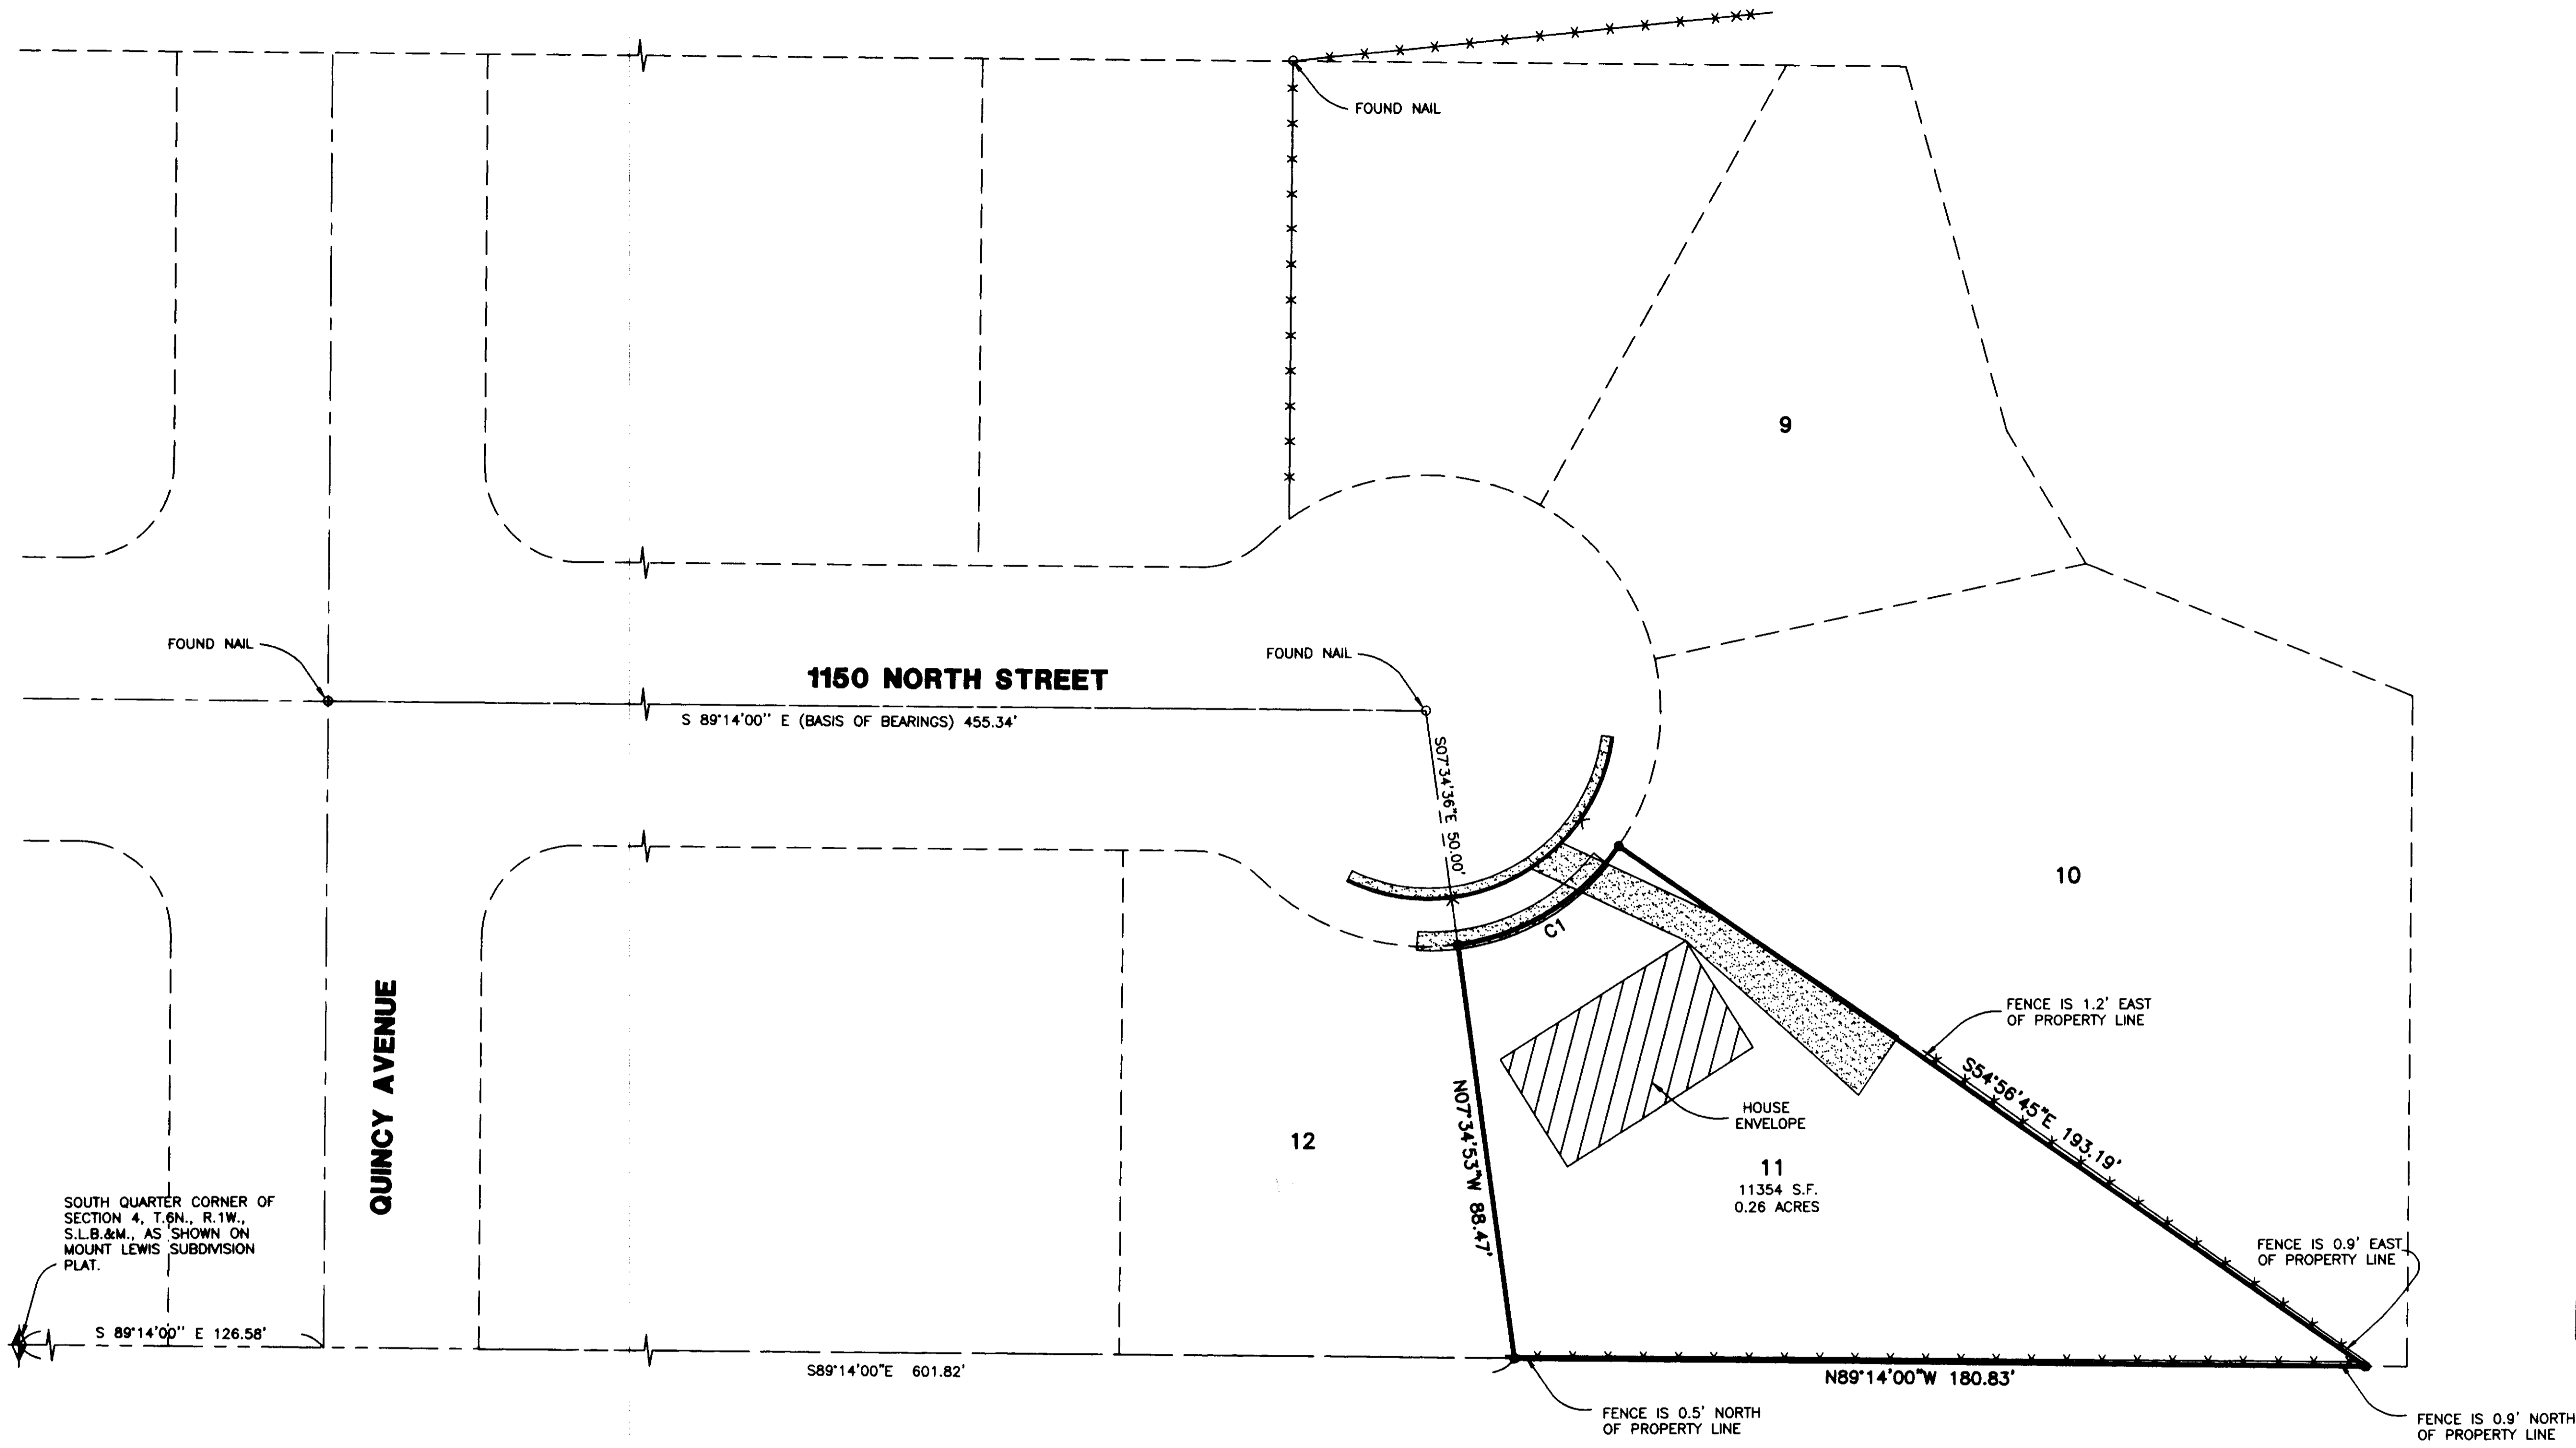 FOUND NAIL
9
FOUND NAIL
FOUND NAIL
1150 NORTH STREET
S 89°14'00'' E (BASIS OF BEARINGS) 455.34'
S07°34'36"E 50.00'
10
C1
QUINCY AVENUE
FENCE IS 1.2' EAST
OF PROPERTY LINE
S54°56'45"E 193.19'
N07°34'53"W 88.47'
HOUSE
ENVELOPE
12
11
11354 S.F.
0.26 ACRES
SOUTH QUARTER CORNER OF
SECTION 4, T.6N., R.1W.,
S.L.B.&M., AS SHOWN ON
MOUNT LEWIS SUBDIVISION
PLAT.
FENCE IS 0.9' EAST
OF PROPERTY LINE
S 89°14'00'' E 126.58'
S89°14'00"E 601.82'
N89°14'00"W 180.83'
FENCE IS 0.5' NORTH
OF PROPERTY LINE
FENCE IS 0.9' NORTH
OF PROPERTY LINE